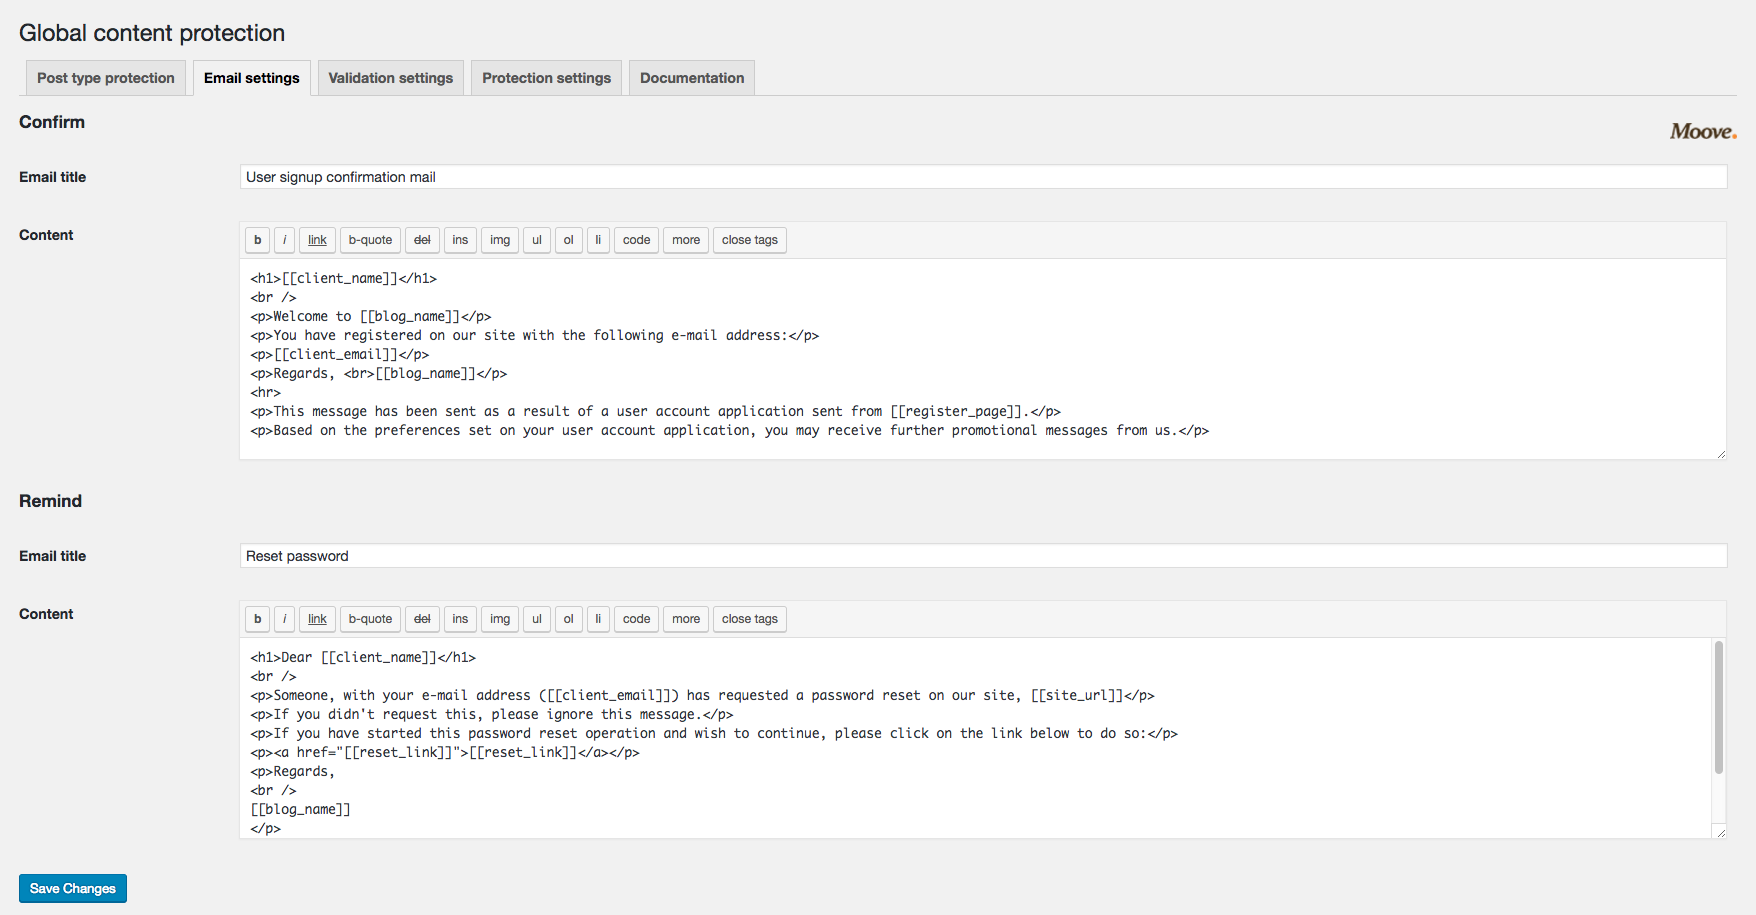 Global content protection
Post type protection Email settings Validation settings Protection settings Documentation
Confirm
Moove.
Email title User signup confirmation mail
Content b i link b-quote del ins img ul ol li code more close tags
<h1>[[client_name]]</h1>
<br />
<p>Welcome to [[blog_name]]</p>
<p>You have registered on our site with the following e-mail address:</p>
<p>[[client_email]]</p>
<p>Regards, <br>[[blog_name]]</p>
<hr>
<p>This message has been sent as a result of a user account application sent from [[register_page]].</p>
<p>Based on the preferences set on your user account application, you may receive further promotional messages from us.</p>
Remind
Email title Reset password
Content b i link b-quote del ins img ul ol li code more close tags
<h1>Dear [[client_name]]</h1>
<br />
<p>Someone, with your e-mail address ([[client_email]]) has requested a password reset on our site, [[site_url]]</p>
<p>If you didn't request this, please ignore this message.</p>
<p>If you have started this password reset operation and wish to continue, please click on the link below to do so:</p>
<p><a href="[[reset_link]]">[[reset_link]]</a></p>
<p>Regards,
<br />
[[blog_name]]
</p>
Save Changes